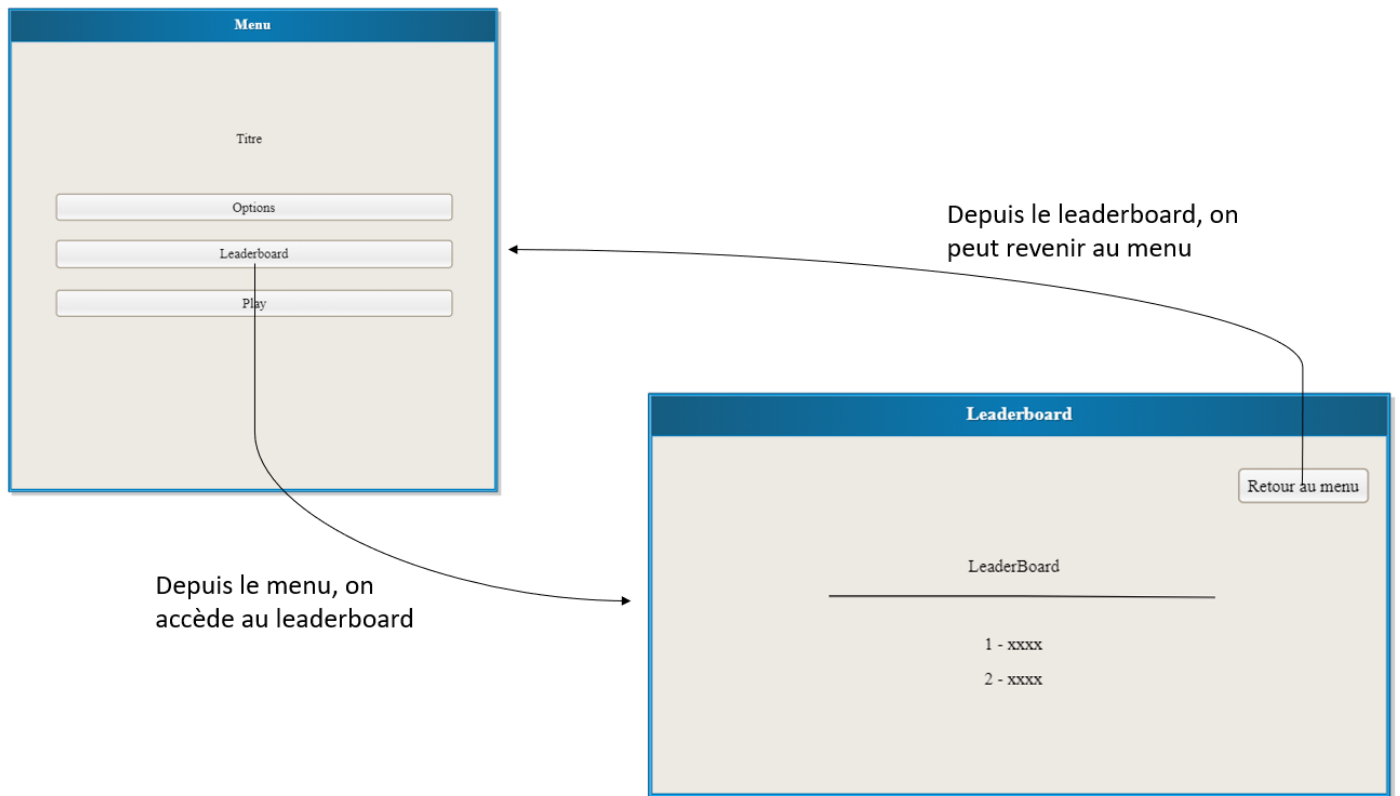 Menu
Titre
Options
Leaderboard
Play
Depuis le leaderboard, on
peut revenir au menu
Leaderboard
Retour au menu
LeaderBoard
1 - xxxx
2 - xxxx
Depuis le menu, on
accède au leaderboard